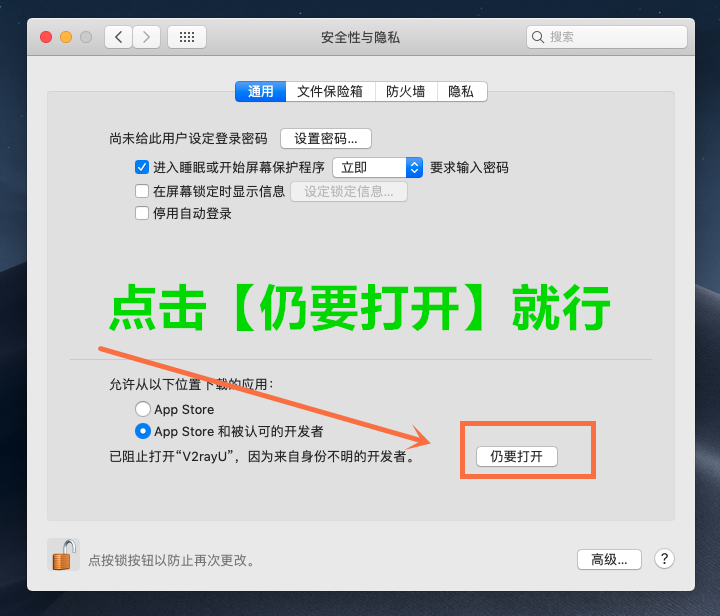 安全性与隐私
搜索
通用 文件保险箱 防火墙 隐私
尚未给此用户设定登录密码 设置密码...
进入睡眠或开始屏幕保护程序 立即 要求输入密码
在屏幕锁定时显示信息 设定锁定信息...
停用自动登录
点击【仍要打开】就行
允许从以下位置下载的应用:
App Store
App Store 和被认可的开发者
已阻止打开“V2rayU”，因为来自身份不明的开发者。 仍要打开
点按锁按钮以防止再次更改。 高级... ?